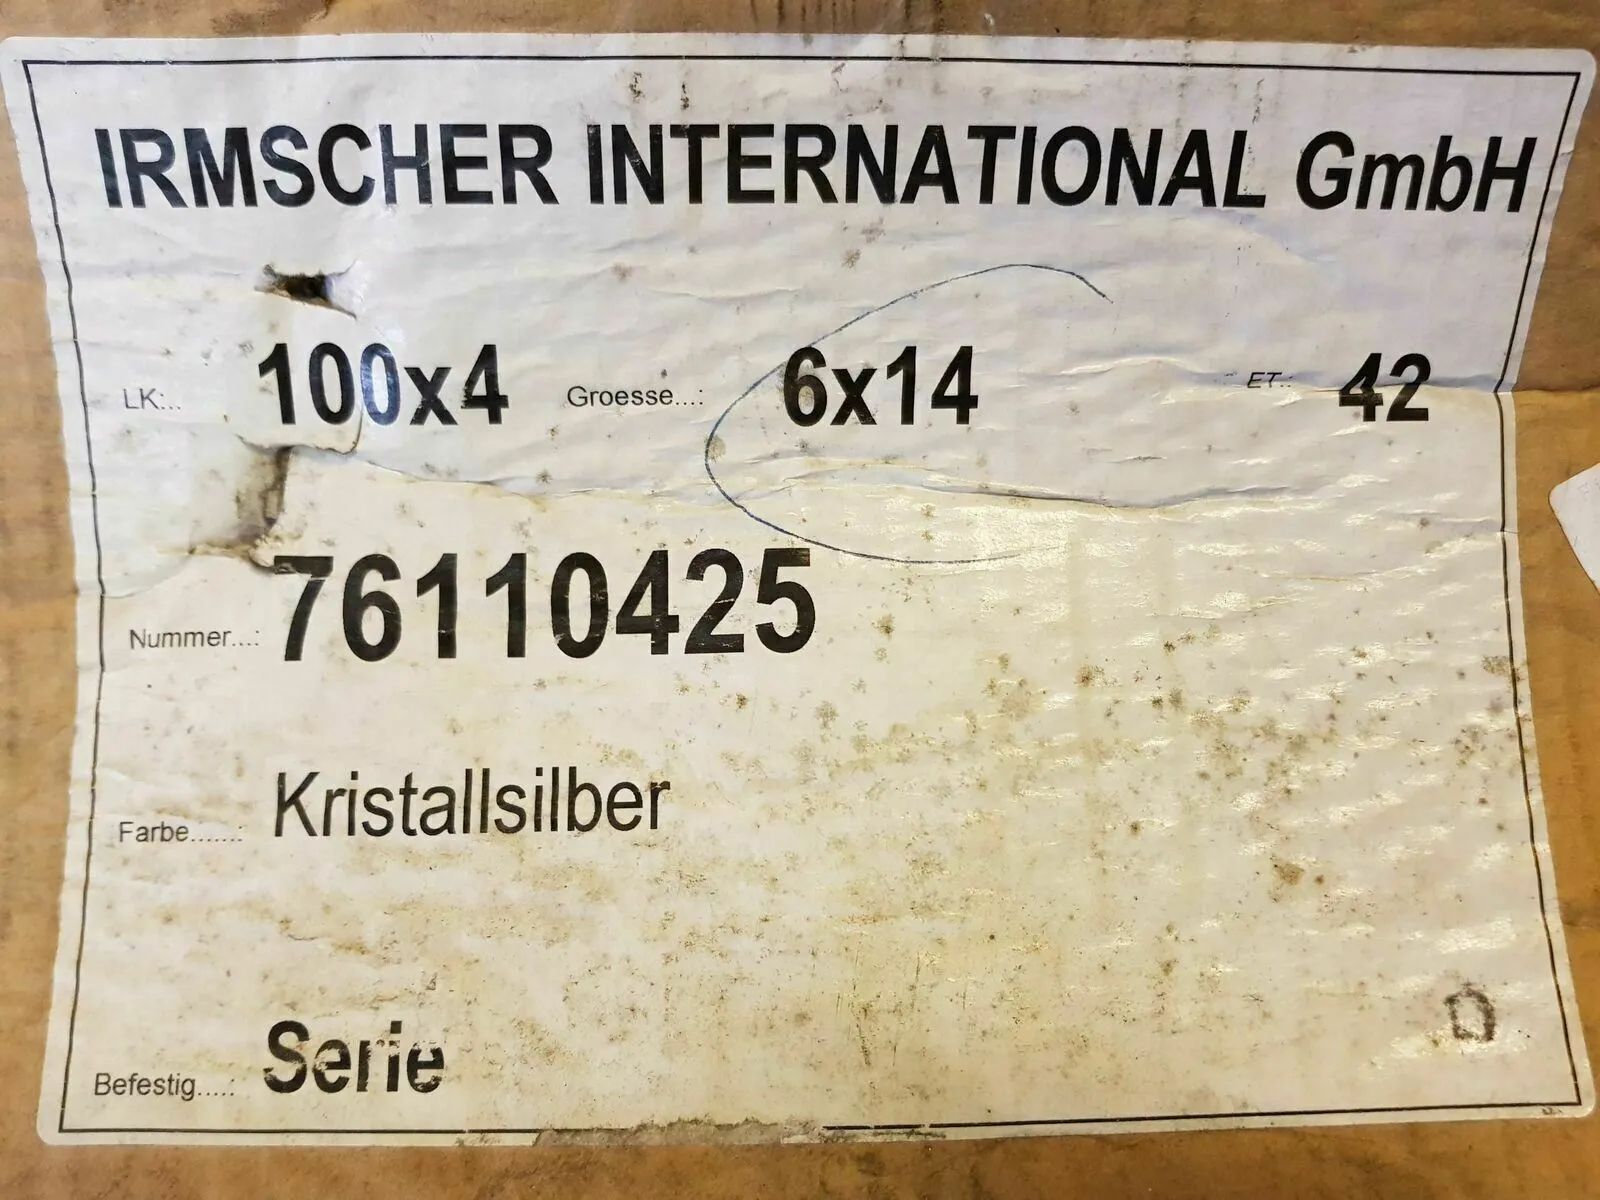 IRMSCHER INTERNATIONAL GmbH
LK:.. 100x4 Groesse...: 6x14 ET.: 42
Nummer...: 76110425
Farbe......: Kristallsilber
Befestig....: Serie